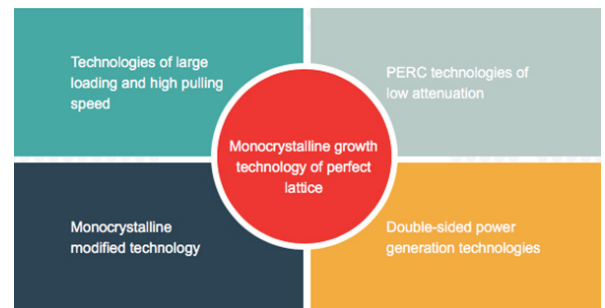 Technologies of large
loading and high pulling
speed
PERC technologies of
low attenuation
Monocrystalline growth
technology of perfect
lattice
Monocrystalline
modified technology
Double-sided power
generation technologies